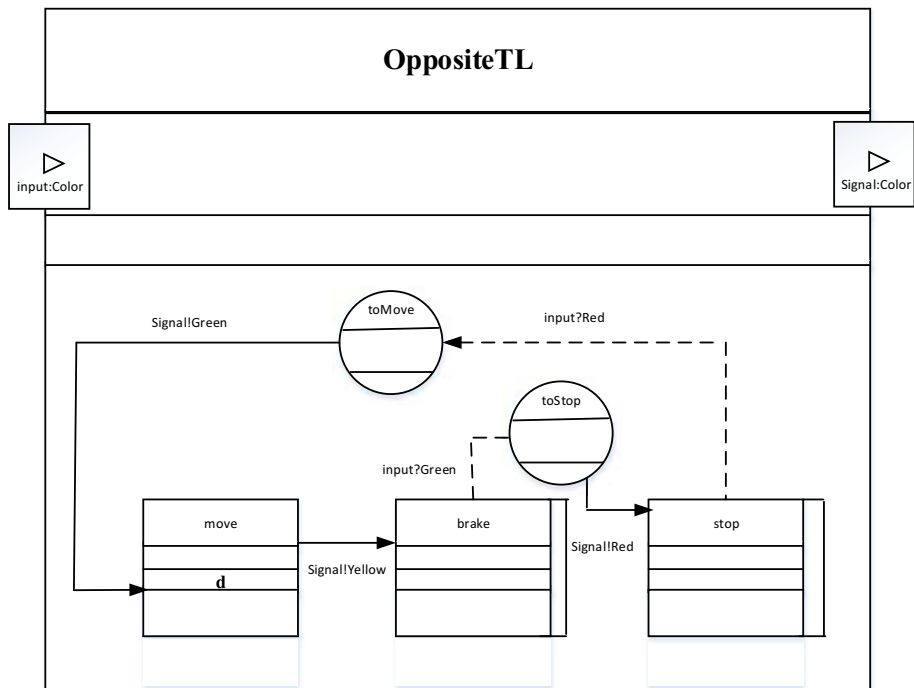 OppositeTL
input:Color
Signal:Color
toMove
Signal!Green
input?Red
toStop
input?Green
move
brake
stop
Signal!Red
Signal!Yellow
d